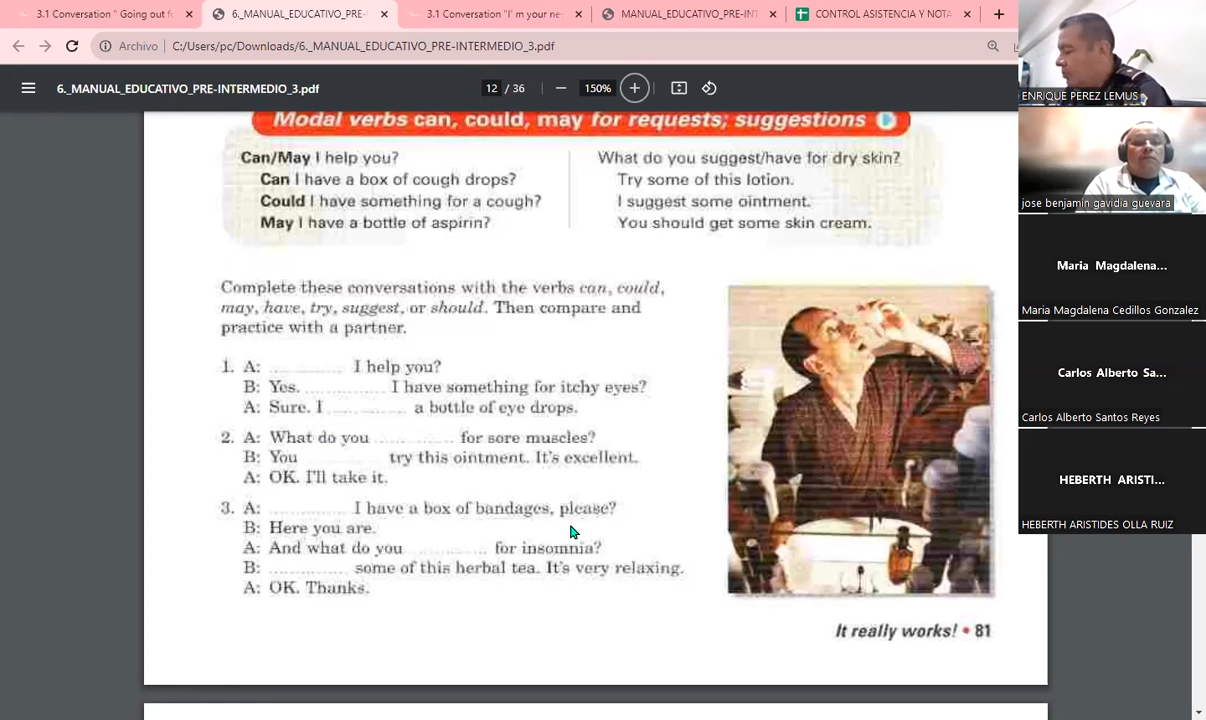 3.1 Conversation " Going out f
6._MANUAL_EDUCATIVO_PRE-
3.1 Conversation "I' m your ne
MANUAL_EDUCATIVO_PRE-INT
CONTROL ASISTENCIA Y NOTA
Archivo
C:/Users/pc/Downloads/6._MANUAL_EDUCATIVO_PRE-INTERMEDIO_3.pdf
6._MANUAL_EDUCATIVO_PRE-INTERMEDIO_3.pdf
12 / 36
150%
Modal verbs can, could, may for requests; suggestions
Can/May I help you?
Can I have a box of cough drops?
Could I have something for a cough?
May I have a bottle of aspirin?
What do you suggest/have for dry skin?
Try some of this lotion.
I suggest some ointment.
You should get some skin cream.
Complete these conversations with the verbs can, could,
may, have, try, suggest, or should. Then compare and
practice with a partner.
1. A: ............ I help you?
B: Yes. ............ I have something for itchy eyes?
A: Sure. I ............ a bottle of eye drops.
2. A: What do you ............ for sore muscles?
B: You try this ointment. It's excellent.
A: OK. I'll take it.
3. A: ............ I have a box of bandages, please?
B: Here you are.
A: And what do you ............ for insomnia?
B: ............ some of this herbal tea. It's very relaxing.
A: OK. Thanks.
It really works! • 81
ENRIQUE PEREZ LEMUS
jose benjamin gavidia guevara
Maria Magdalena...
Maria Magdalena Cedillos Gonzalez
Carlos Alberto Sa...
Carlos Alberto Santos Reyes
HEBERTH ARISTI...
HEBERTH ARISTIDES OLLA RUIZ